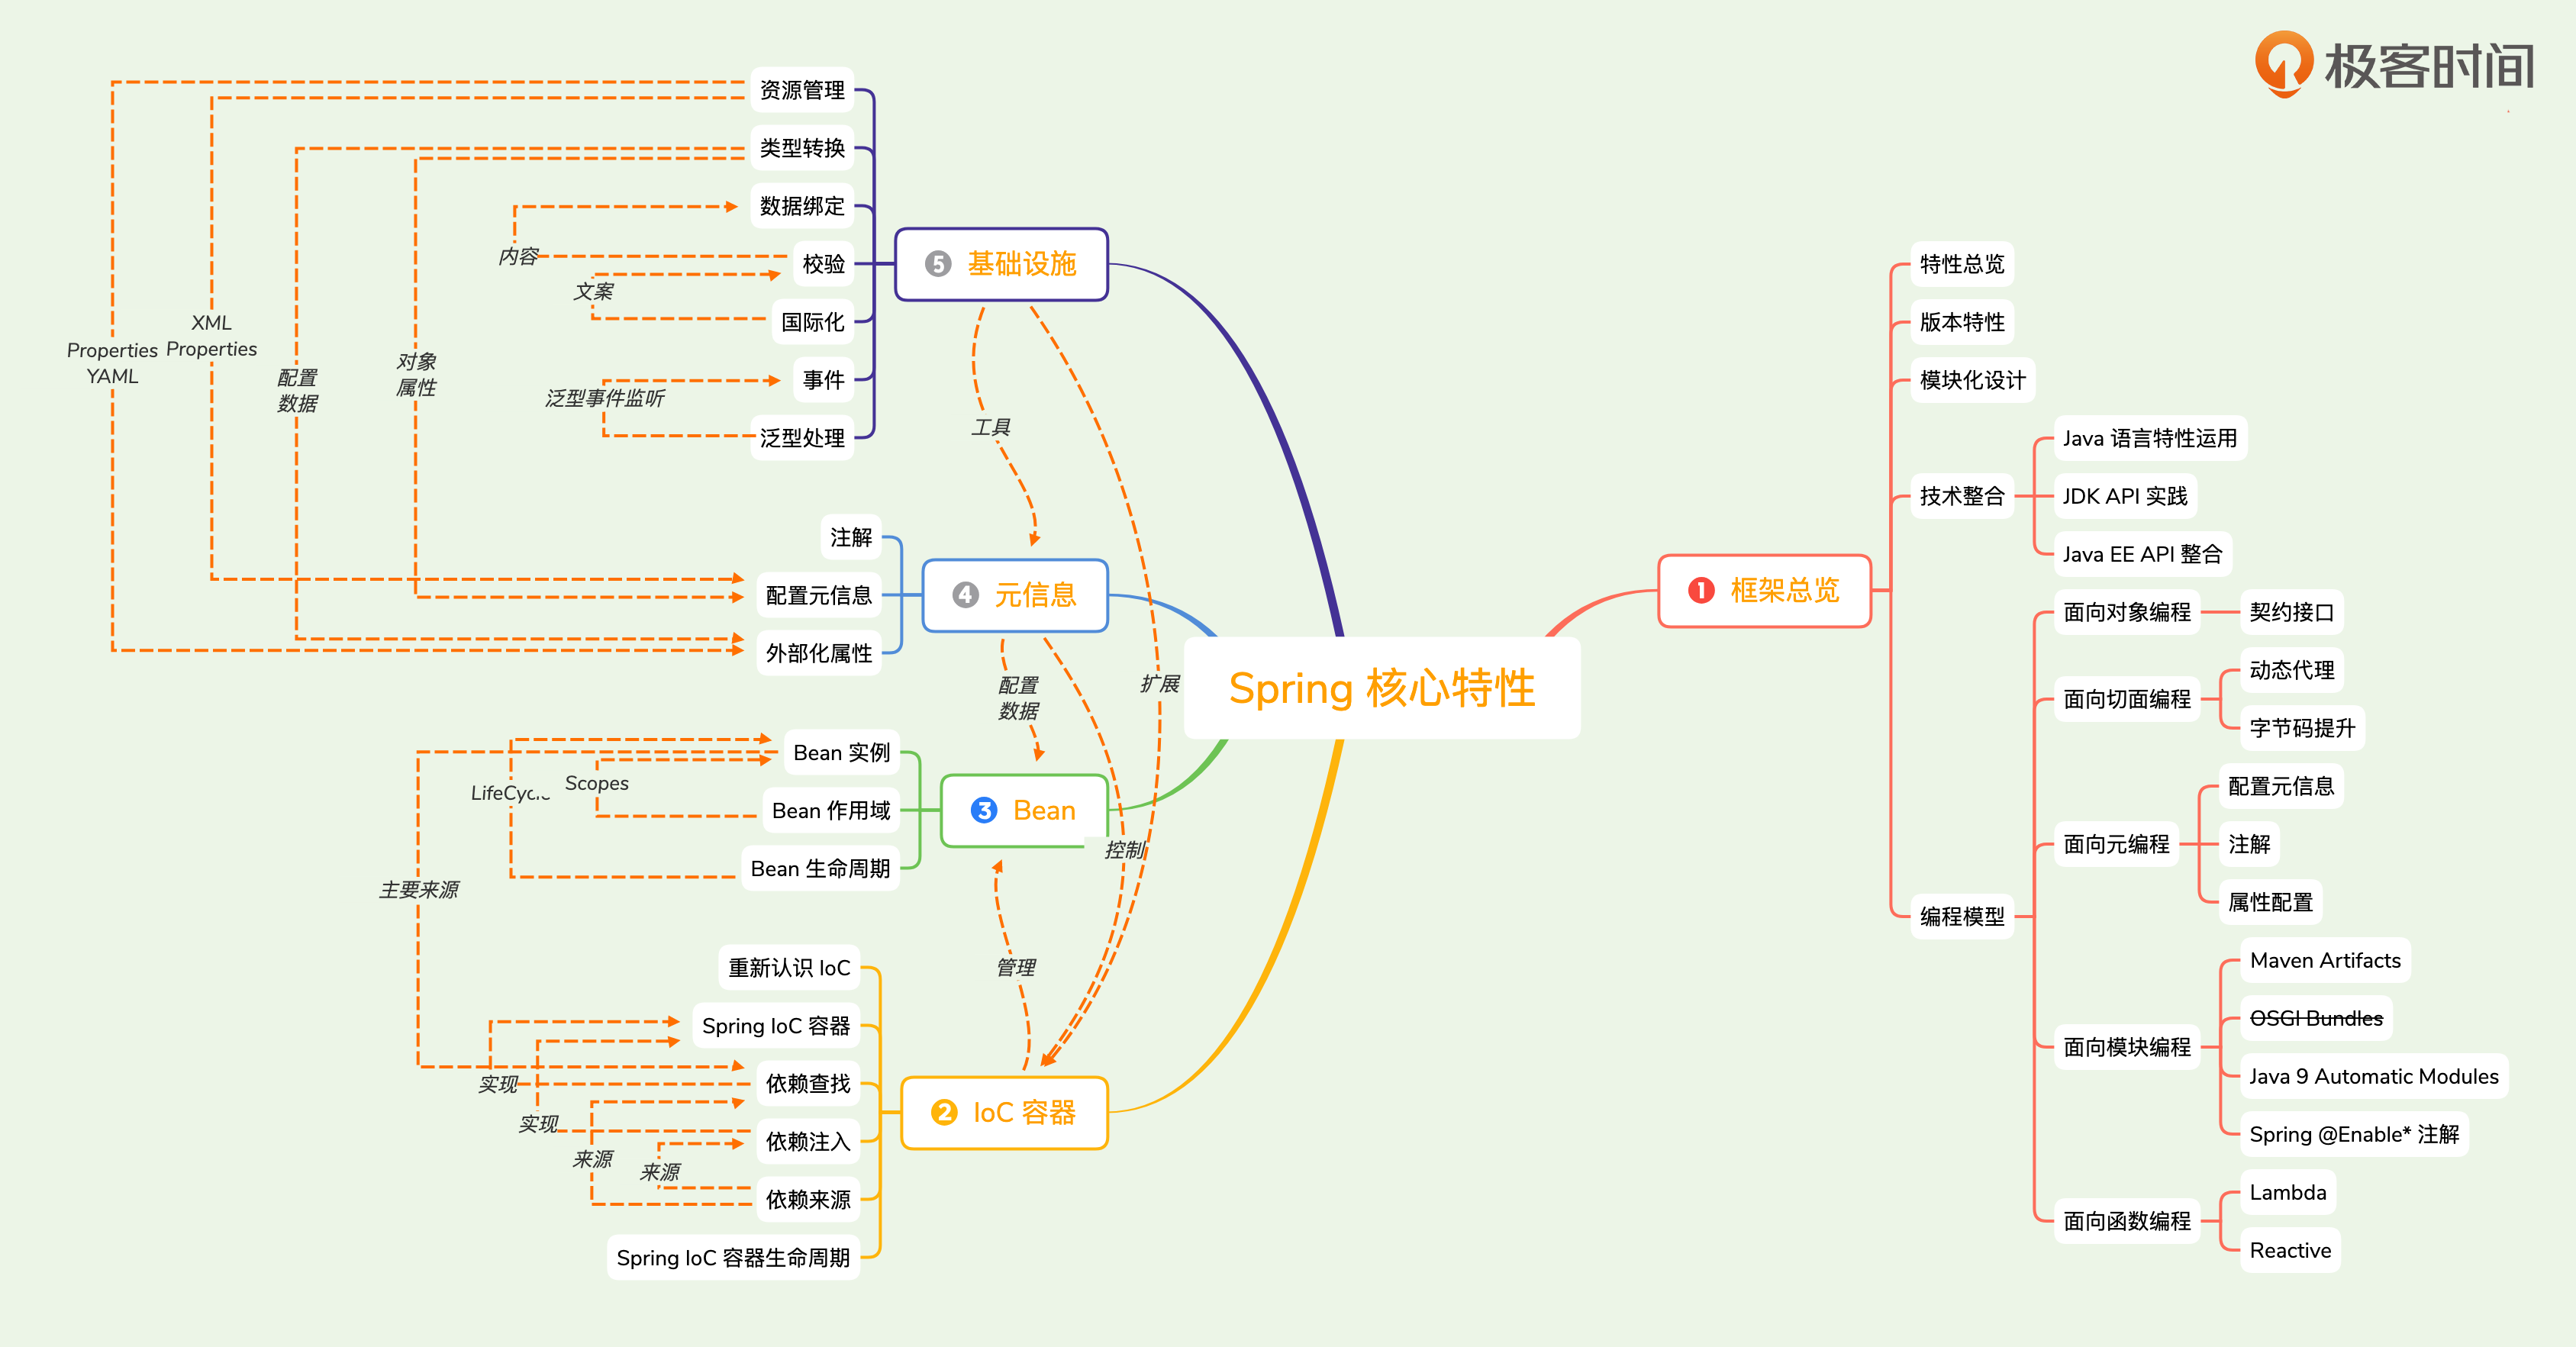 极客时间
Spring 核心特性
❶ 框架总览
特性总览
版本特性
模块化设计
技术整合
Java 语言特性运用
JDK API 实践
Java EE API 整合
编程模型
面向对象编程
契约接口
面向切面编程
动态代理
字节码提升
面向元编程
配置元信息
注解
属性配置
面向模块编程
Maven Artifacts
OSGI Bundles
Java 9 Automatic Modules
Spring @Enable* 注解
面向函数编程
Lambda
Reactive
❷ IoC 容器
重新认识 IoC
Spring IoC 容器
依赖查找
依赖注入
依赖来源
Spring IoC 容器生命周期
实现
实现
来源
来源
管理
❸ Bean
Bean 实例
Bean 作用域
Bean 生命周期
Scopes
主要来源
❹ 元信息
注解
配置元信息
外部化属性
配置
数据
控制
❺ 基础设施
资源管理
类型转换
数据绑定
校验
国际化
事件
泛型处理
内容
文案
泛型事件监听
XML
Properties
Properties
YAML
配置
数据
对象
属性
工具
扩展